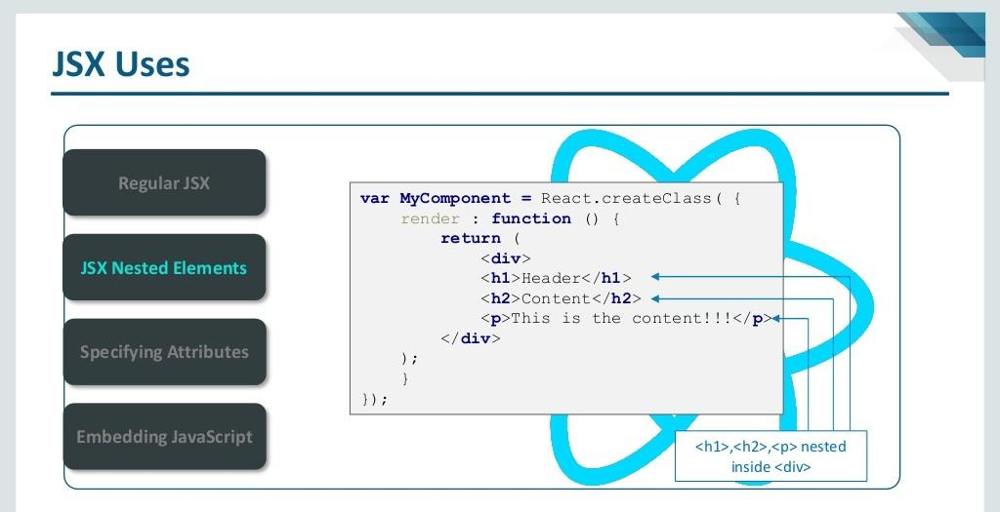 JSX Uses
Regular JSX
JSX Nested Elements
Specifying Attributes
Embedding JavaScript
var MyComponent = React.createClass( {
render : function () {
return (
<div>
<h1>Header</h1>
<h2>Content</h2>
<p>This is the content!!!</p>
</div>
);
}
});
<h1>,<h2>,<p> nested
inside <div>